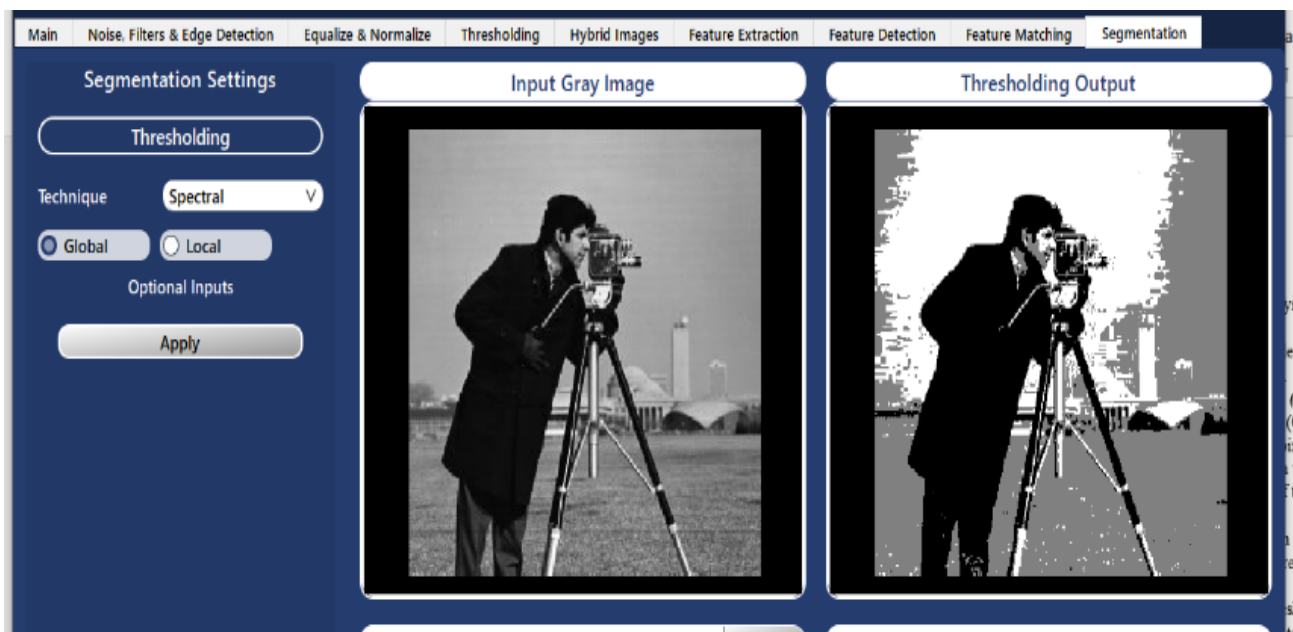 Main Noise, Filters & Edge Detection Equalize & Normalize Thresholding Hybrid Images Feature Extraction Feature Detection Feature Matching Segmentation
Segmentation Settings
Thresholding
Technique Spectral
Global Local
Optional Inputs
Apply
Input Gray Image
Thresholding Output